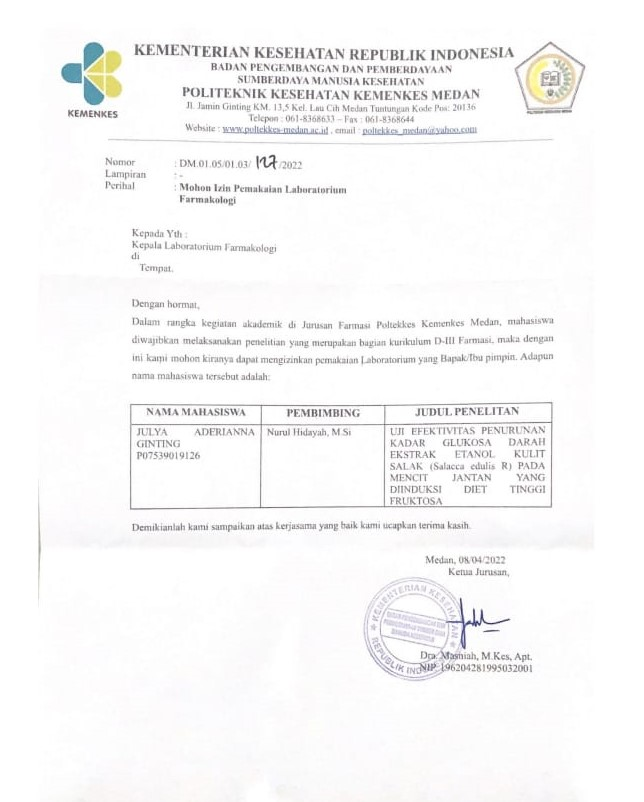 KEMENTERIAN KESEHATAN REPUBLIK INDONESIA
BADAN PENGEMBANGAN DAN PEMBERDAYAAN
SUMBERDAYA MANUSIA KESEHATAN
POLITEKNIK KESEHATAN KEMENKES MEDAN
Jl. Jamin Ginting KM. 13,5 Kel. Lau Cih Medan Tuntungan Kode Pos: 20136
Telepon : 061-8368633 – Fax : 061-8368644
Website : www.poltekkes-medan.ac.id , email : poltekkes_medan@yahoo.com
KEMENKES
Nomor : DM.01.05/01.03/ 127/2022
Lampiran : -
Perihal : Mohon Izin Pemakaian Laboratorium
Farmakologi
Kepada Yth :
Kepala Laboratorium Farmakologi
di
Tempat.
Dengan hormat,
Dalam rangka kegiatan akademik di Jurusan Farmasi Poltekkes Kemenkes Medan, mahasiswa
diwajibkan melaksanakan penelitian yang merupakan bagian kurikulum D-III Farmasi, maka dengan
ini kami mohon kiranya dapat mengizinkan pemakaian Laboratorium yang Bapak/Ibu pimpin. Adapun
nama mahasiswa tersebut adalah:
NAMA MAHASISWA PEMBIMBING JUDUL PENELITAN
JULYA ADERIANNA GINTING
P07539019126
Nurul Hidayah, M.Si
UJI EFEKTIVITAS PENURUNAN
KADAR GLUKOSA DARAH
EKSTRAK ETANOL KULIT
SALAK (Salacca edulis R) PADA
MENCIT JANTAN YANG
DIINDUKSI DIET TINGGI
FRUKTOSA
Demikianlah kami sampaikan atas kerjasama yang baik kami ucapkan terima kasih.
Medan, 08/04/2022
Ketua Jurusan,
KEMENTERIAN KESEHATAN
REPUBLIK INDONESIA
Dra. Masniah, M.Kes, Apt.
NIP. 196204281995032001